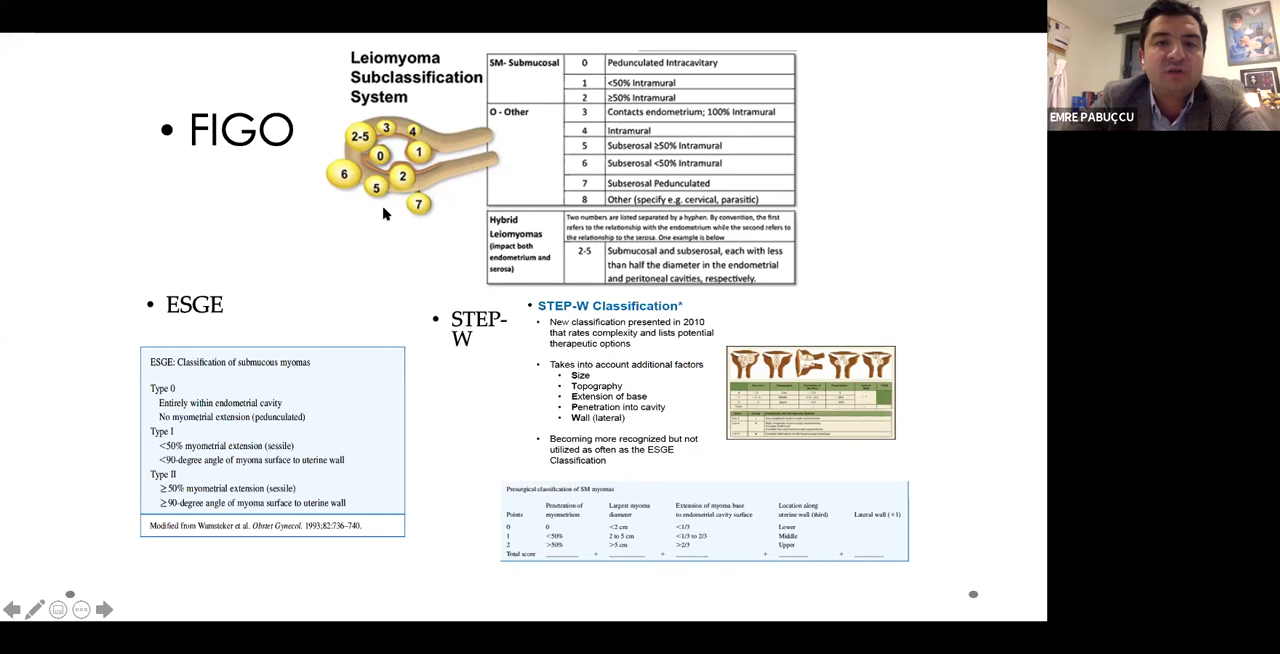 • FIGO
Leiomyoma
Subclassification
System
2-5
3
4
0
1
6
5
2
7
SM- Submucosal 0 Pedunculated Intracavitary
1 <50% Intramural
2 ≥50% Intramural
O - Other 3 Contacts endometrium; 100% Intramural
4 Intramural
5 Subserosal ≥50% Intramural
6 Subserosal <50% Intramural
7 Subserosal Pedunculated
8 Other (specify e.g. cervical, parasitic)
Hybrid
Leiomyomas
(impact both
endometrium and
serosa)
Two numbers are listed separated by a hyphen. By convention, the first
refers to the relationship with the endometrium while the second refers to
the relationship to the serosa. One example is below
2-5 Submucosal and subserosal, each with less
than half the diameter in the endometrial
and peritoneal cavities, respectively.
EMRE PABUÇCU
• ESGE
ESGE: Classification of submucous myomas
Type 0
Entirely within endometrial cavity
No myometrial extension (pedunculated)
Type I
<50% myometrial extension (sessile)
<90-degree angle of myoma surface to uterine wall
Type II
≥50% myometrial extension (sessile)
≥90-degree angle of myoma surface to uterine wall
Modified from Wamsteker et al. Obstet Gynecol. 1993;82:736–740.
• STEP-
W
• STEP-W Classification*
• New classification presented in 2010
that rates complexity and lists potential
therapeutic options
• Takes into account additional factors
• Size
• Topography
• Extension of base
• Penetration into cavity
• Wall (lateral)
• Becoming more recognized but not
utilized as often as the ESGE
Classification
Presurgical classification of SM myomas
Points Penetration of myometrium Largest myoma diameter Extension of myoma base to endometrial cavity surface Location along uterine wall (third) Lateral wall (+1)
0 0 <2 cm <1/3 Lower
1 <50% 2 to 5 cm <1/3 to 2/3 Middle
2 >50% >5 cm >2/3 Upper
Total score + + + +